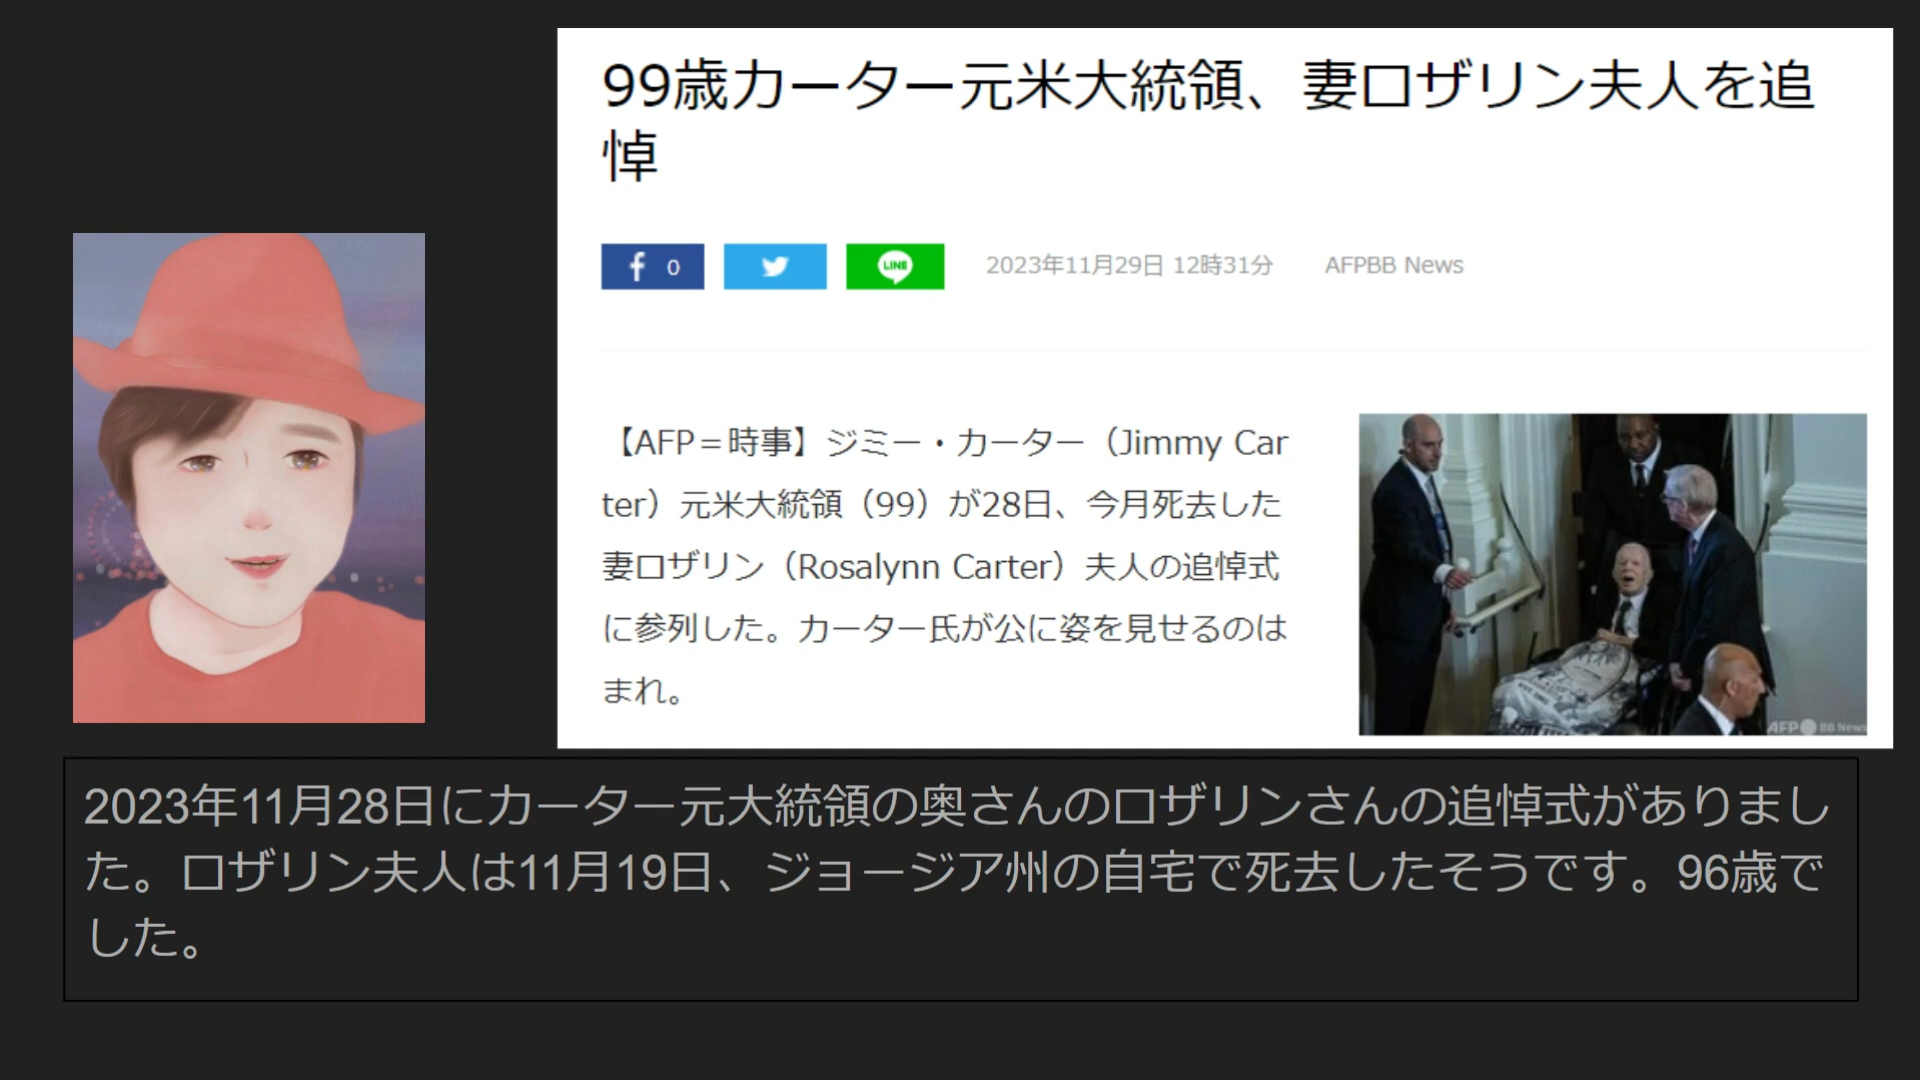 99歳カーター元米大統領、妻ロザリン夫人を追
悼
0
LINE
2023年11月29日 12時31分
AFPBB News
【AFP＝時事】ジミー・カーター（Jimmy Car
ter）元米大統領（99）が28日、今月死去した
妻ロザリン（Rosalynn Carter）夫人の追悼式
に参列した。カーター氏が公に姿を見せるのは
まれ。
AFP BB News
2023年11月28日にカーター元大統領の奥さんのロザリンさんの追悼式がありまし
た。ロザリン夫人は11月19日、ジョージア州の自宅で死去したそうです。96歳で
した。